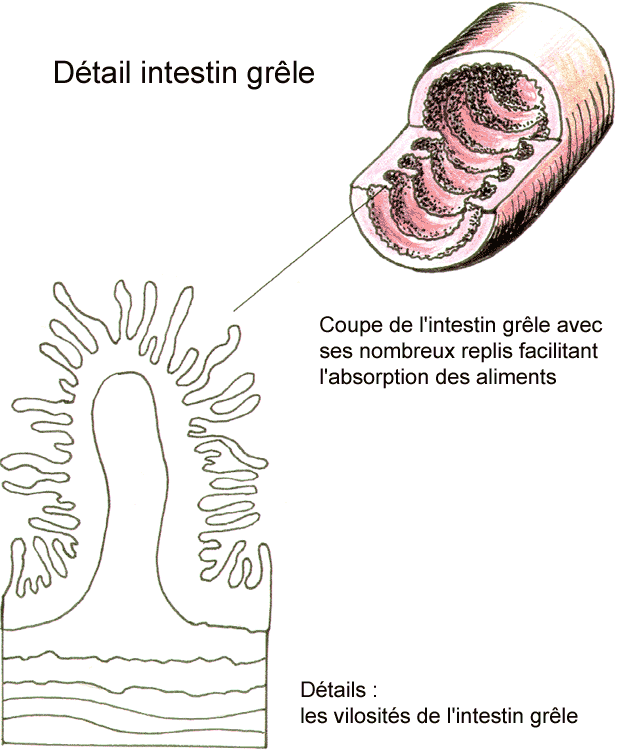 Détail intestin grêle
Coupe de l'intestin grêle avec
ses nombreux replis facilitant
l'absorption des aliments
Détails :
les vilosités de l'intestin grêle